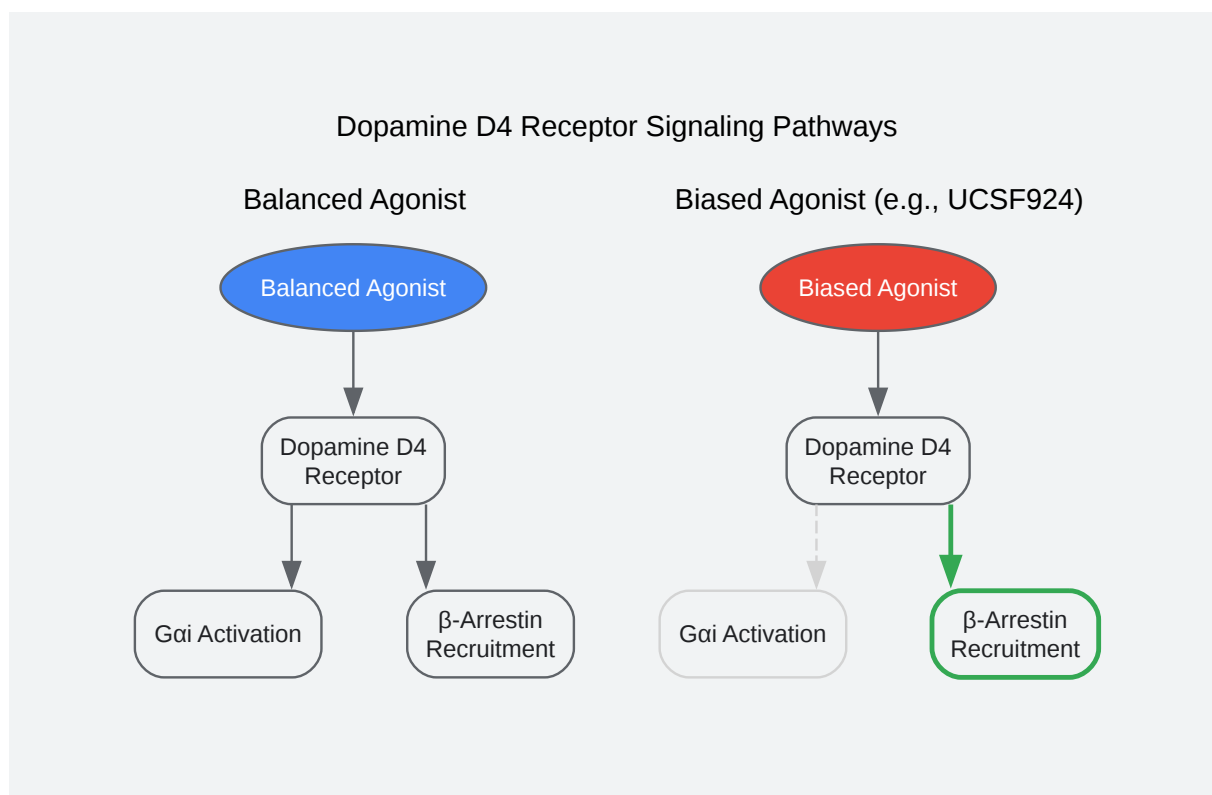 Dopamine D4 Receptor Signaling Pathways
Balanced Agonist
Balanced Agonist
Dopamine D4
Receptor
Gαi Activation
β-Arrestin
Recruitment
Biased Agonist (e.g., UCSF924)
Biased Agonist
Dopamine D4
Receptor
Gαi Activation
β-Arrestin
Recruitment